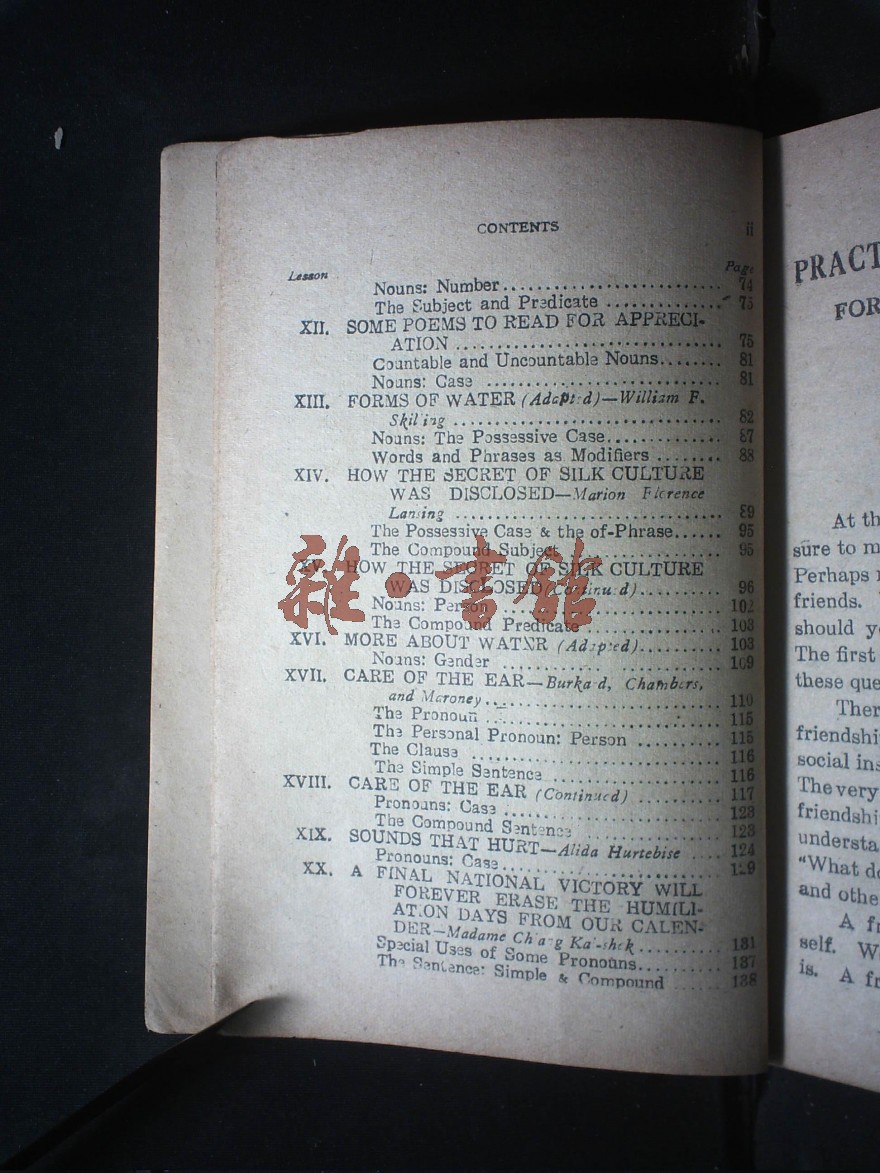 CONTENTS ii
Lesson Page
Nouns: Number 74
The Subject and Predicate 75
XII. SOME POEMS TO READ FOR APPRECI-
ATION 75
Countable and Uncountable Nouns 81
Nouns: Case 81
XIII. FORMS OF WATER (Adapted)—William F.
Skilling 82
Nouns: The Possessive Case 87
Words and Phrases as Modifiers 88
XIV. HOW THE SECRET OF SILK CULTURE
WAS DISCLOSED—Marion Florence
Lansing 89
The Possessive Case & the of-Phrase 95
The Compound Subject 95
XV. HOW THE SECRET OF SILK CULTURE
WAS DISCLOSED (Continued) 96
Nouns: Person 102
The Compound Predicate 103
XVI. MORE ABOUT WATER (Adapted) 103
Nouns: Gender 109
XVII. CARE OF THE EAR—Burkard, Chambers,
and Maroney 110
The Pronoun 115
The Personal Pronoun: Person 115
The Clause 116
The Simple Sentence 116
XVIII. CARE OF THE EAR (Continued) 117
Pronouns: Case 123
The Compound Sentence 123
XIX. SOUNDS THAT HURT—Alida Hurtebise 124
Pronouns: Case 129
XX. A FINAL NATIONAL VICTORY WILL
FOREVER ERASE THE HUMILI-
ATION DAYS FROM OUR CALEN-
DER—Madame Chiang Kai-shek 131
Special Uses of Some Pronouns 137
The Sentence: Simple & Compound 138
雜·書館
PRACT
FOR
At th
sure to m
Perhaps
friends.
should y
The first
these que
Ther
friendshi
social ins
The very
friendshi
understa
"What d
and othe
A fr
self. W
is. A fr